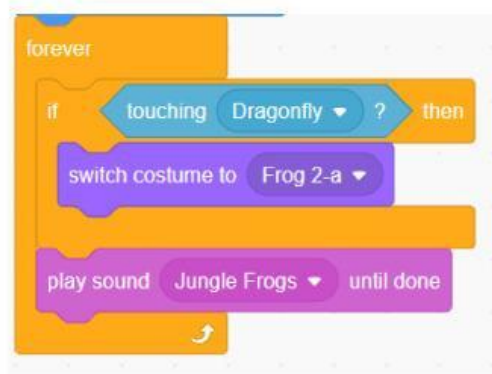 forever
if touching Dragonfly ? then
switch costume to Frog 2-a
play sound Jungle Frogs until done